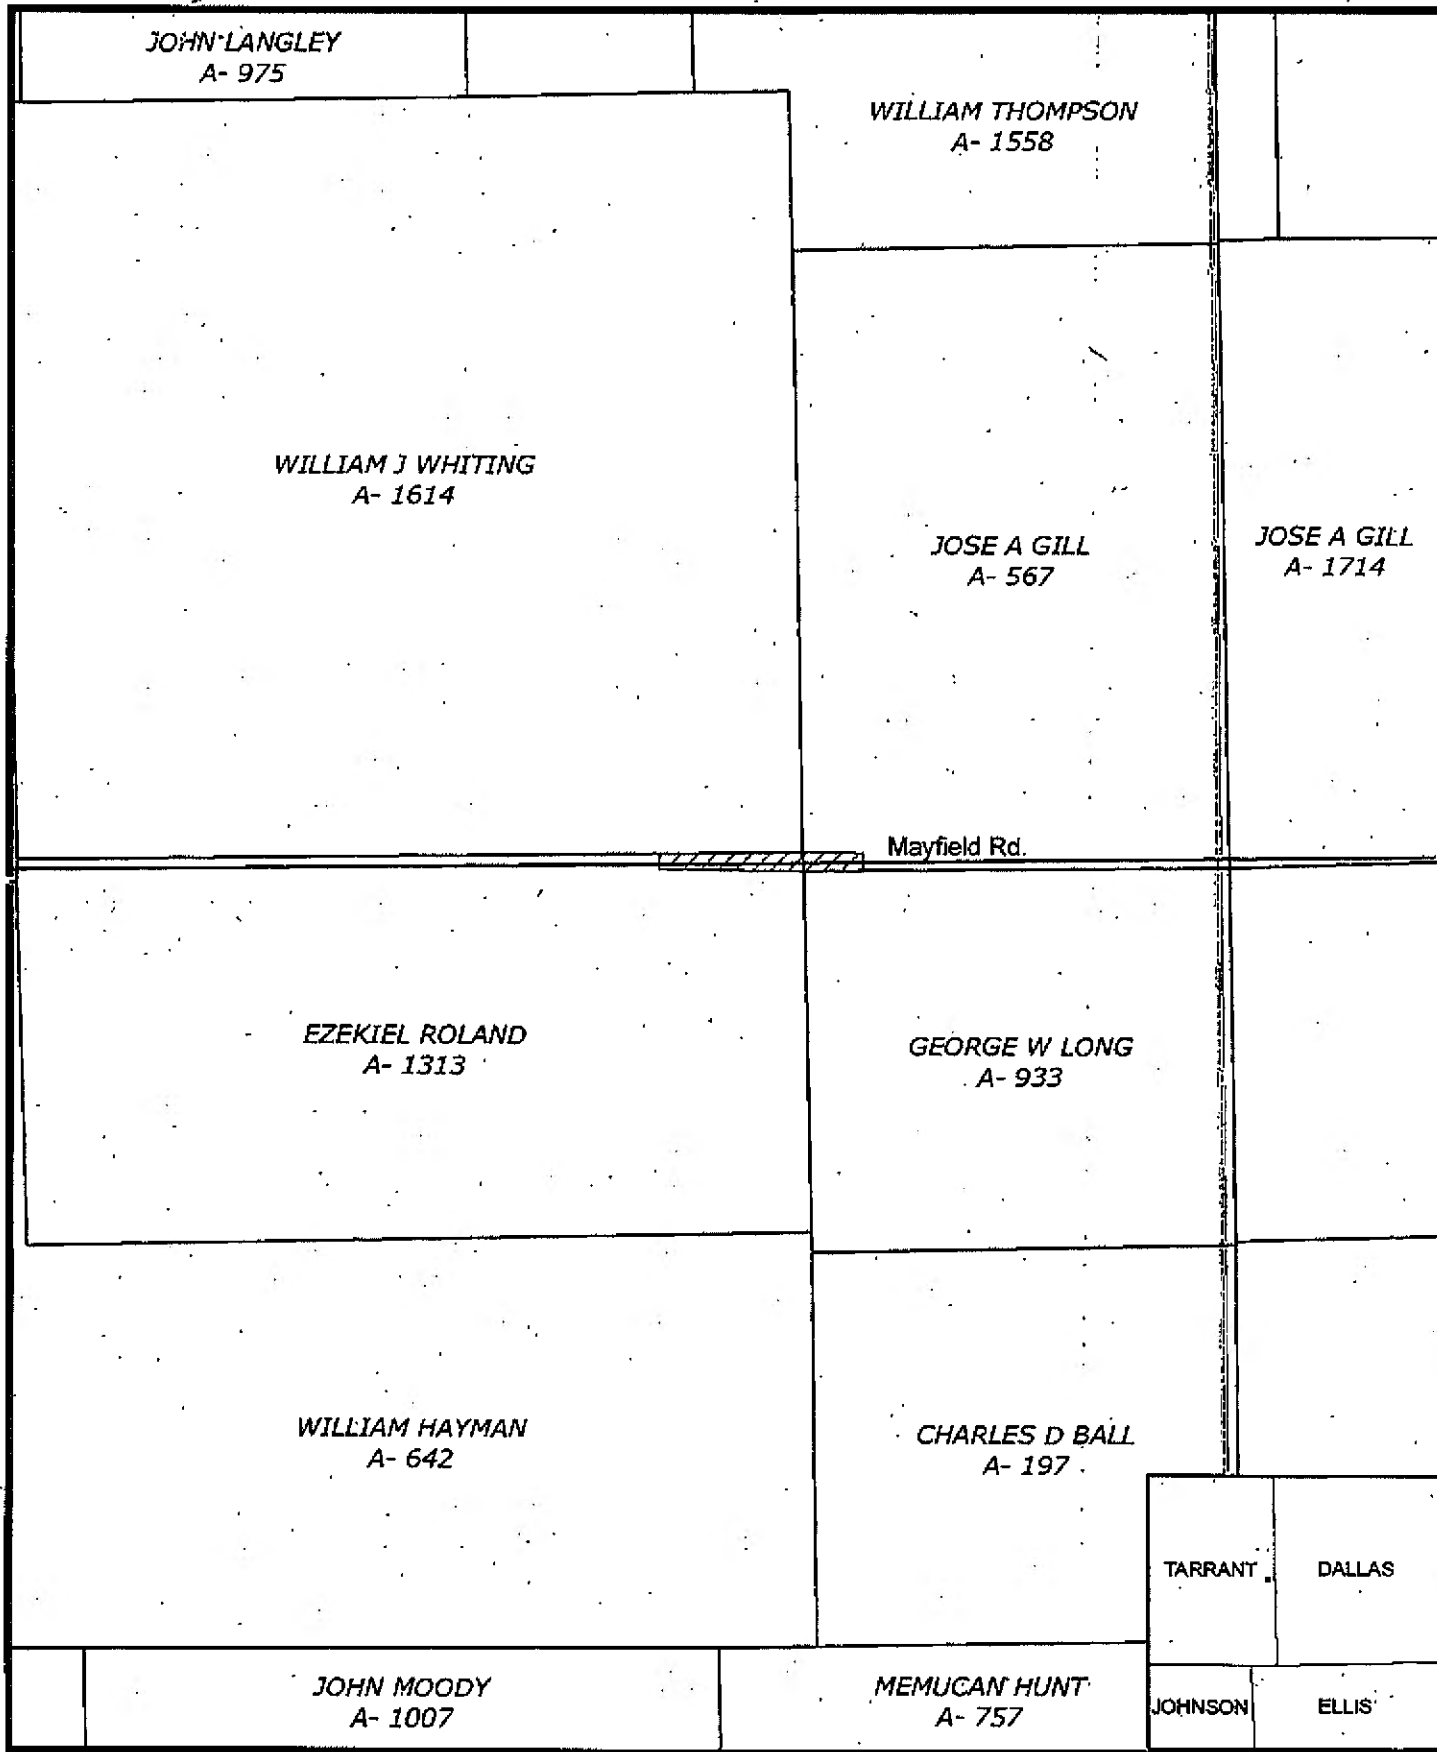 JOHN LANGLEY
A- 975
WILLIAM THOMPSON
A- 1558
WILLIAM J WHITING
A- 1614
JOSE A GILL
A- 567
JOSE A GILL
A- 1714
Mayfield Rd.
EZEKIEL ROLAND
A- 1313
GEORGE W LONG
A- 933
WILLIAM HAYMAN
A- 642
CHARLES D BALL
A- 197
TARRANT
DALLAS
JOHN MOODY
A- 1007
MEMUCAN HUNT
A- 757
JOHNSON
ELLIS